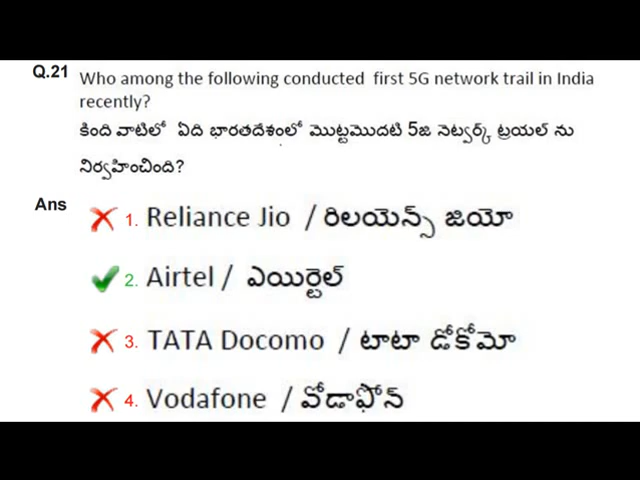 Q.21 Who among the following conducted first 5G network trail in India
recently?
కింది వాటిలో ఏది భారతదేశంలో మొట్టమొదటి 5జి నెట్వర్క్ ట్రయల్ ను
నిర్వహించింది?
Ans
1. Reliance Jio / రిలయెన్స్ జియో
2. Airtel / ఎయిర్టెల్
3. TATA Docomo / టాటా డోకోమో
4. Vodafone / వోడాఫోన్